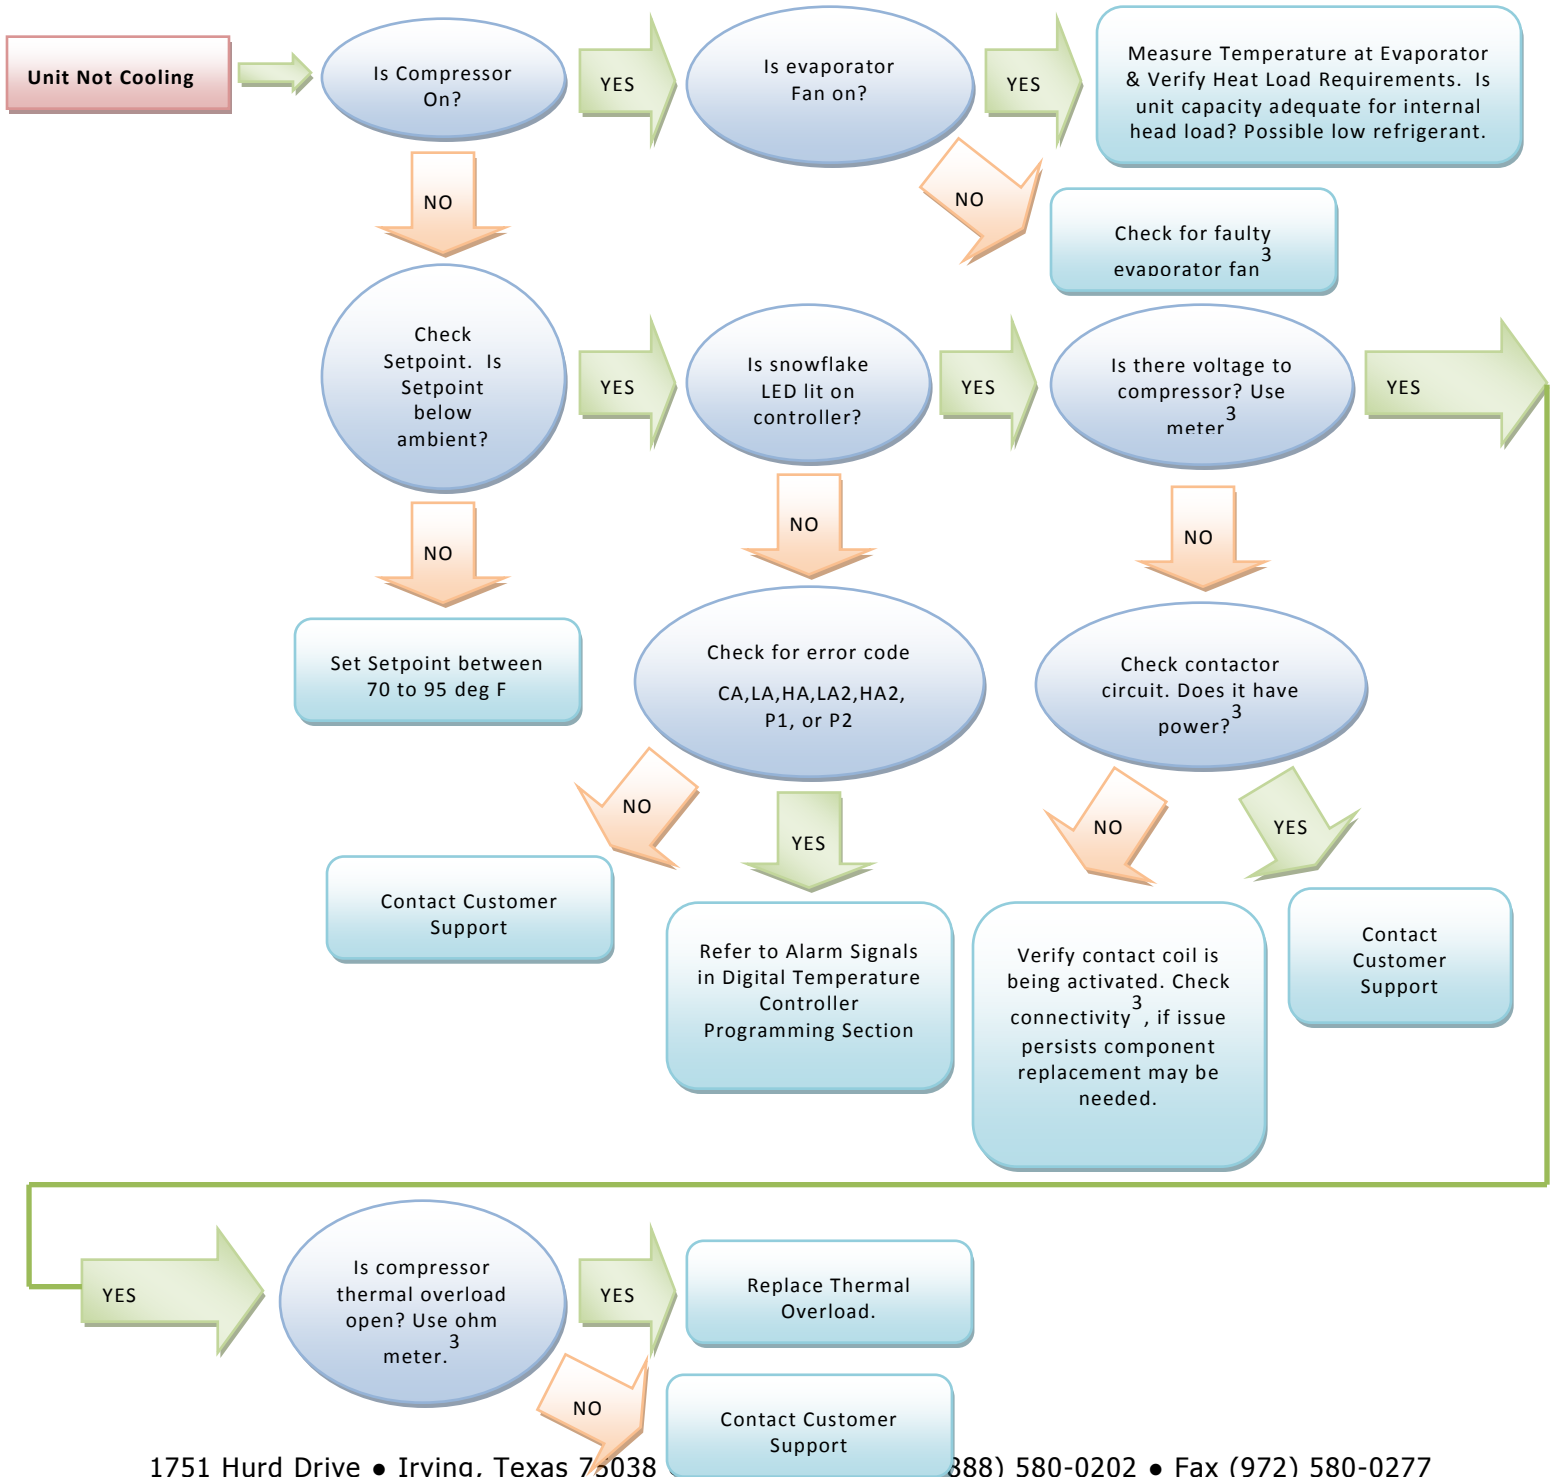 Unit Not Cooling
Is Compressor
On?
YES
Is evaporator
Fan on?
YES
Measure Temperature at Evaporator
& Verify Heat Load Requirements. Is
unit capacity adequate for internal
head load? Possible low refrigerant.
NO
NO
Check for faulty
evaporator fan3
Check
Setpoint. Is
Setpoint
below
ambient?
YES
Is snowflake
LED lit on
controller?
YES
Is there voltage to
compressor? Use
meter3
YES
NO
NO
NO
Set Setpoint between
70 to 95 deg F
Check for error code
CA,LA,HA,LA2,HA2,
P1, or P2
Check contactor
circuit. Does it have
power?3
NO
YES
NO
YES
Contact Customer
Support
Refer to Alarm Signals
in Digital Temperature
Controller
Programming Section
Verify contact coil is
being activated. Check
connectivity3, if issue
persists component
replacement may be
needed.
Contact
Customer
Support
YES
Is compressor
thermal overload
open? Use ohm
meter.3
YES
Replace Thermal
Overload.
NO
Contact Customer
Support
1751 Hurd Drive ● Irving, Texas 75038 888) 580-0202 ● Fax (972) 580-0277